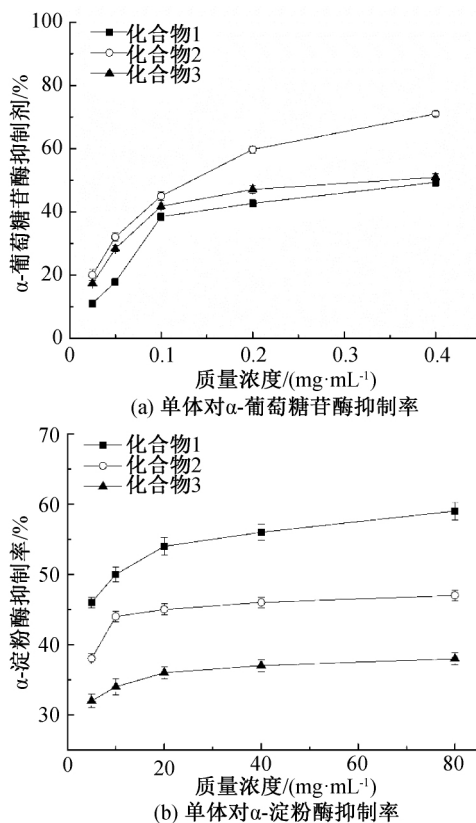 100
化合物1
化合物2
化合物3
80
60
40
20
0
α-葡萄糖苷酶抑制剂/%
0 0.1 0.2 0.3 0.4
质量浓度/(mg·mL⁻¹)
(a) 单体对α-葡萄糖苷酶抑制率
70
化合物1
化合物2
化合物3
60
50
40
30
α-淀粉酶抑制率/%
0 20 40 60 80
质量浓度/(mg·mL⁻¹)
(b) 单体对α-淀粉酶抑制率